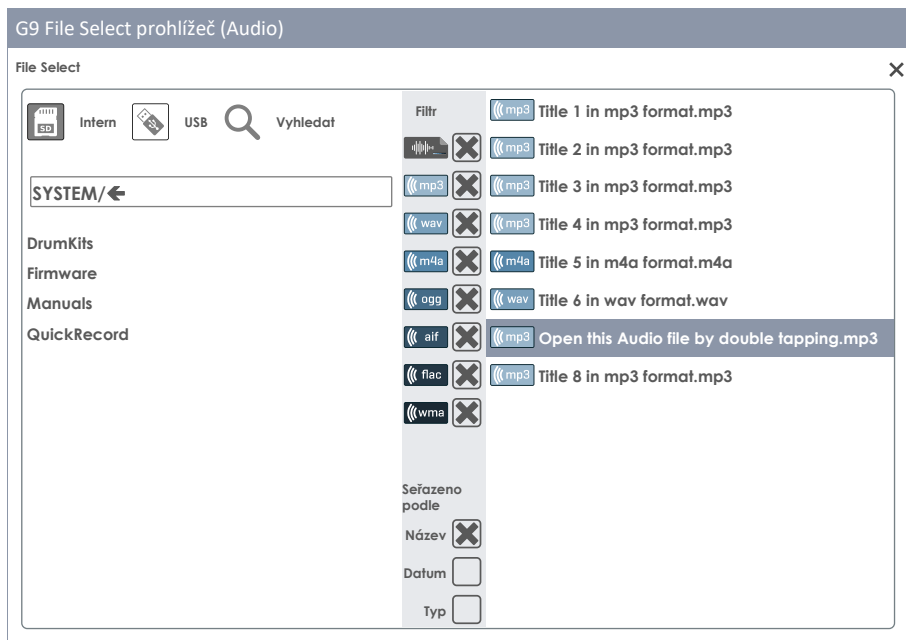 G9 File Select prohlížeč (Audio)
File Select
SD Intern USB Vyhledat
SYSTEM/
DrumKits
Firmware
Manuals
QuickRecord
Filtr
mp3
wav
m4a
ogg
aif
flac
wma
Seřazeno
podle
Název
Datum
Typ
mp3 Title 1 in mp3 format.mp3
mp3 Title 2 in mp3 format.mp3
mp3 Title 3 in mp3 format.mp3
mp3 Title 4 in mp3 format.mp3
m4a Title 5 in m4a format.m4a
wav Title 6 in wav format.wav
mp3 Open this Audio file by double tapping.mp3
mp3 Title 8 in mp3 format.mp3